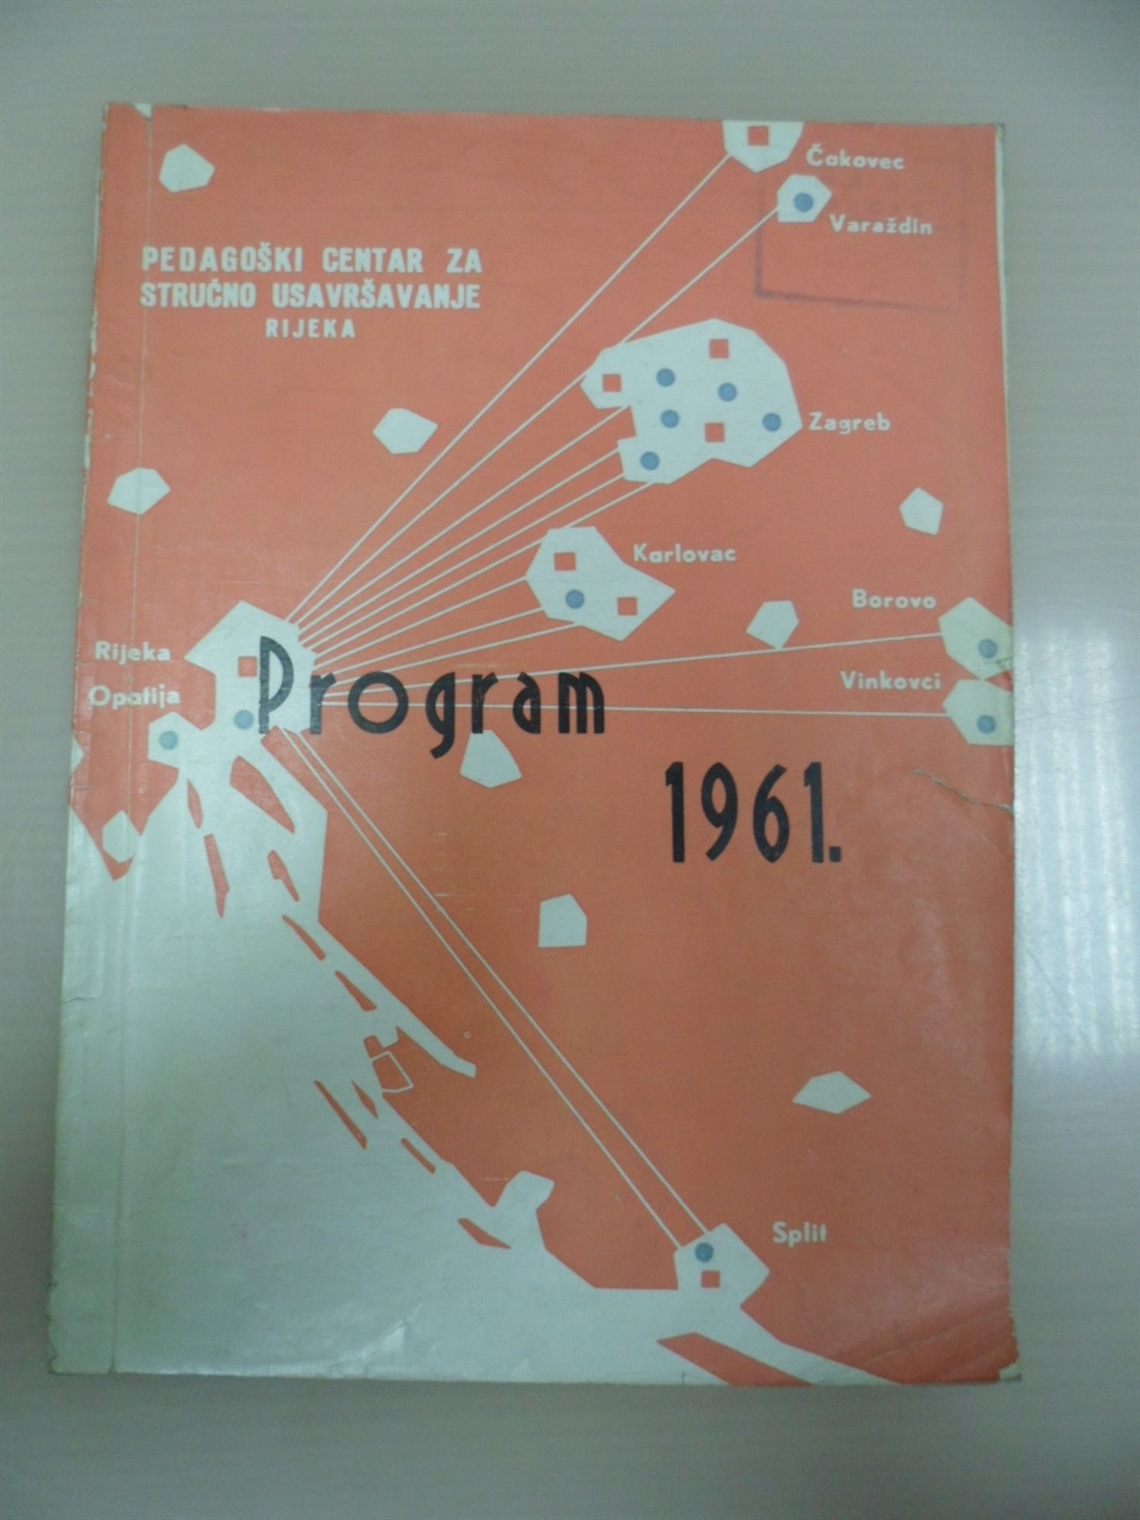 PEDAGOŠKI CENTAR ZA
STRUČNO USAVRŠAVANJE
RIJEKA
Čakovec
Varaždin
Zagreb
Karlovac
Borovo
Vinkovci
Rijeka
Opatija
Program
1961.
Split